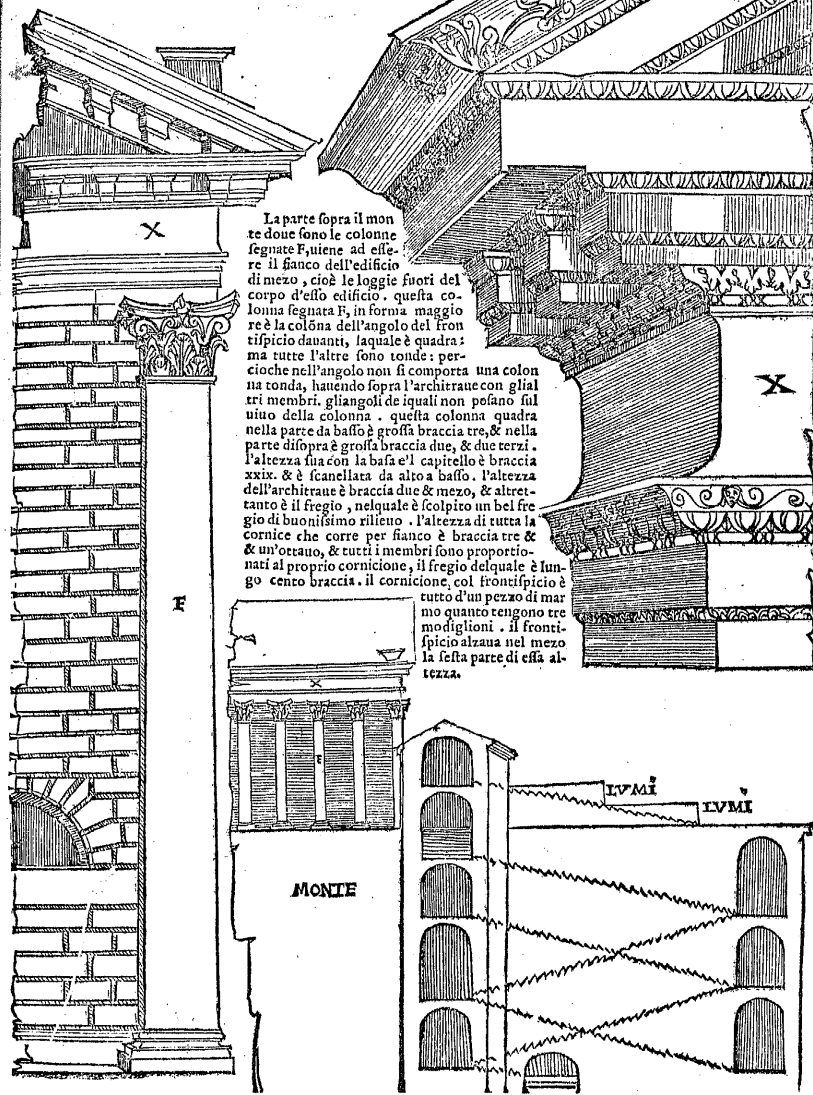 La parte ſopra il mon
te doue ſono le colonne
ſegnate F, uiene ad eſſe-
re il fianco dell'edificio
di mezo, cioè le loggie fuori del
corpo d'eſſo edificio. queſta co-
lonna ſegnata F, in forma maggio
re è la colõna dell'angolo del fron
tiſpicio dauanti, laquale è quadra:
ma tutte l'altre ſono tonde: per-
cioche nell'angolo non ſi comporta una colon
na tonda, hauendo ſopra l'architraue con glial
tri membri. gliangoli de iquali non poſano ſul
uiuo della colonna. queſta colonna quadra
nella parte da baſſo è groſſa braccia tre, & nella
parte diſopra è groſſa braccia due, & due terzi.
l'altezza ſua con la baſa e'l capitello è braccia
xxix. & è ſcanellata da alto a baſſo. l'altezza
dell'architraue è braccia due & mezo, & altret-
tanto è il fregio, nelquale è ſcolpito un bel fre
gio di buoniſſimo rilieuo. l'altezza di tutta la
cornice che corre per fianco è braccia tre &
& un'ottauo, & tutti i membri ſono proportio-
nati al proprio cornicione, il fregio delquale è lun-
go cento braccia. il cornicione, col frontiſpicio è
tutto d'un pezzo di mar
mo quanto tengono tre
modiglioni. il fronti-
ſpicio alzaua nel mezo
la ſeſta parte di eſſa al-
tezza.
X
X
F
X
F
LVMI
LVMI
MONTE